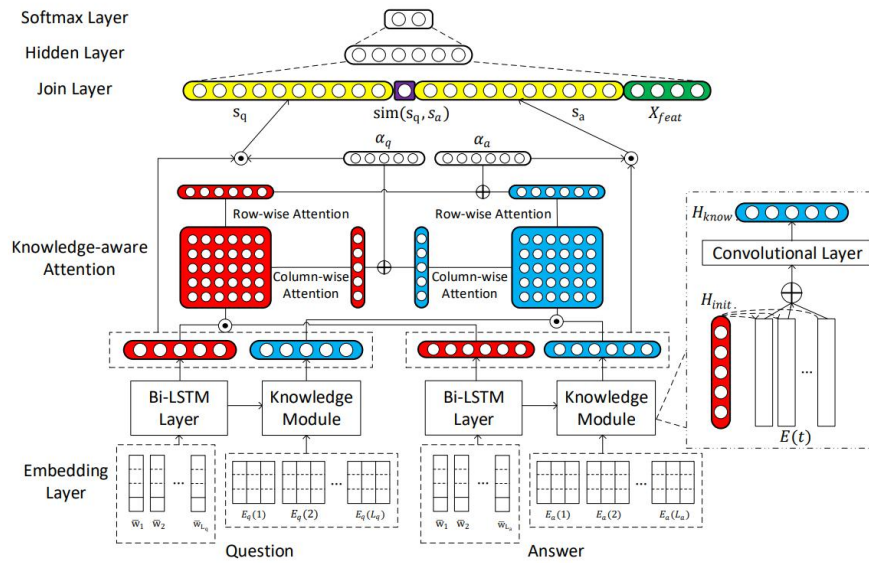 Softmax Layer
Hidden Layer
Join Layer
s_q
sim(s_q, s_a)
s_a
X_feat
α_q
α_a
Row-wise Attention
Row-wise Attention
Knowledge-aware
Attention
Column-wise
Attention
Column-wise
Attention
H_know
Convolutional Layer
H_init
...
E(t)
Bi-LSTM
Layer
Knowledge
Module
Bi-LSTM
Layer
Knowledge
Module
Embedding
Layer
... ... ... ...
w̅_1 w̅_2 w̅_{L_q} E_q(1) E_q(2) E_q(L_q) w̅_1 w̅_2 w̅_{L_a} E_a(1) E_a(2) E_a(L_a)
Question
Answer